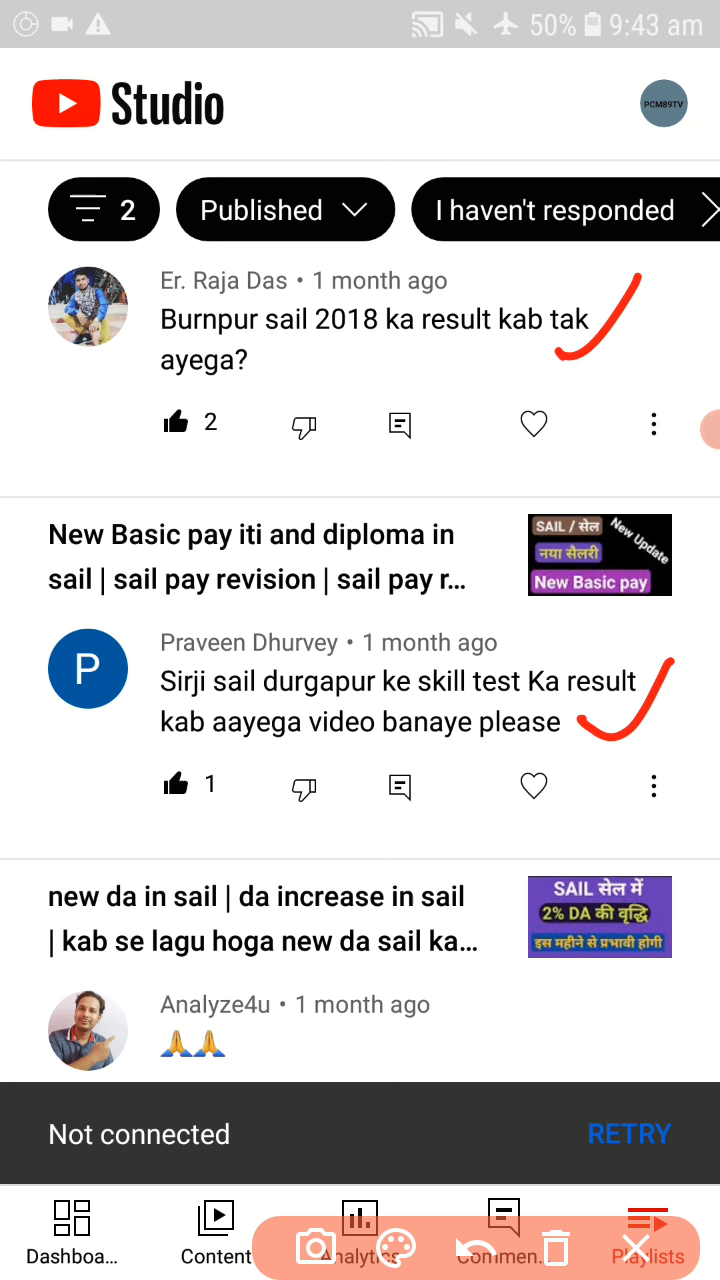 50% 9:43 am
Studio
PCM89TV
2
Published
I haven't responded
Er. Raja Das • 1 month ago
Burnpur sail 2018 ka result kab tak
ayega?
2
New Basic pay iti and diploma in
sail | sail pay revision | sail pay r...
SAIL / सेल
New Update
नया सैलरी
New Basic pay
P
Praveen Dhurvey • 1 month ago
Sirji sail durgapur ke skill test Ka result
kab aayega video banaye please
1
new da in sail | da increase in sail
| kab se lagu hoga new da sail ka...
SAIL सेल में
2% DA की वृद्धि
इस महीने से प्रभावी होगी
Analyze4u • 1 month ago
🙏🙏
Not connected
RETRY
Dashboa...
Content
Analytics
Commen...
Playlists